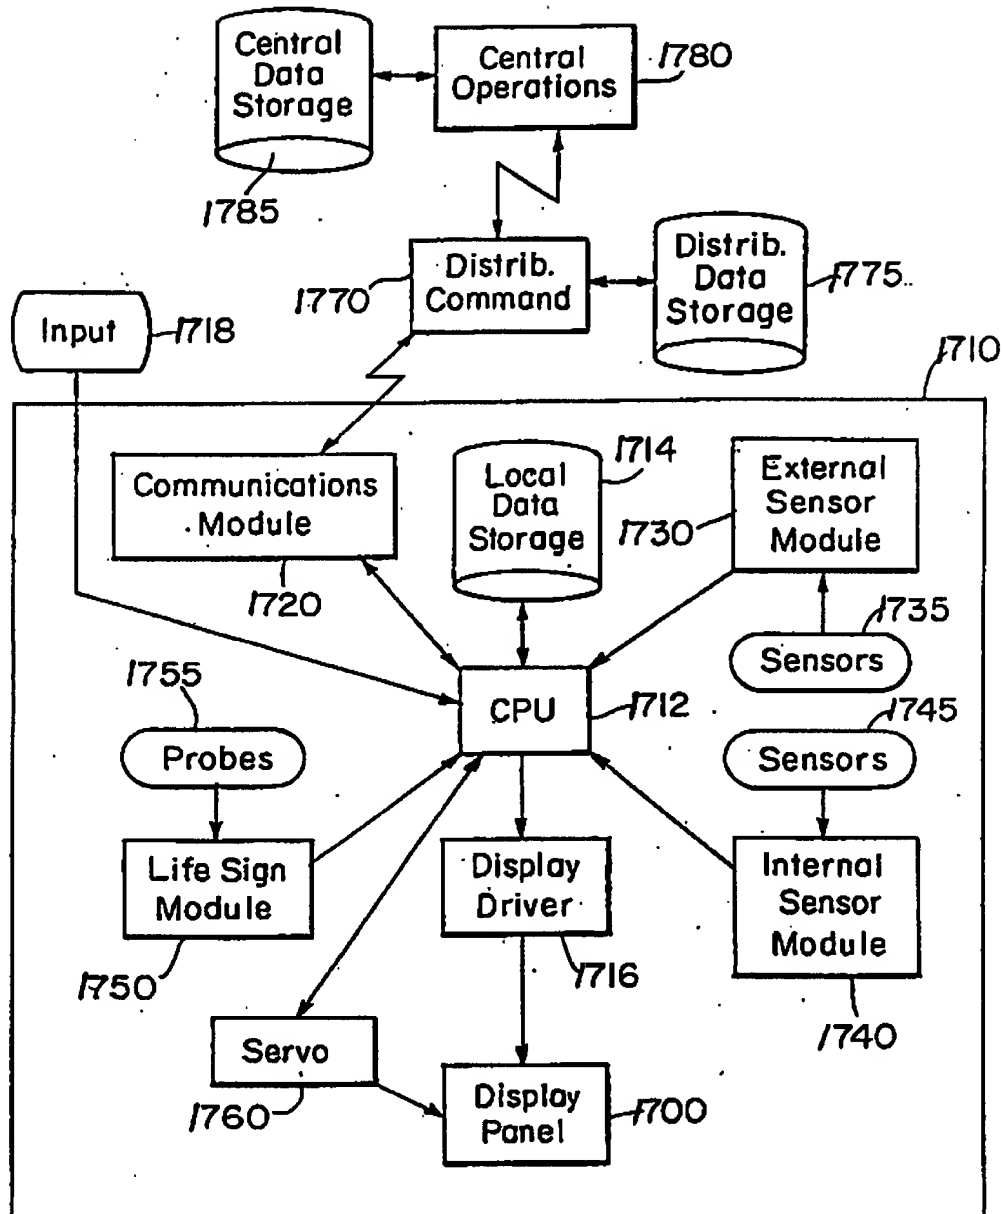 Central
Data
Storage
1785
Central
Operations
1780
Distrib.
Command
1770
Distrib.
Data
Storage
1775
Input
1718
1710
Communications
Module
1720
Local
Data
Storage
1714
External
Sensor
Module
1730
Sensors
1735
CPU
1712
Probes
1755
Sensors
1745
Life Sign
Module
1750
Display
Driver
1716
Internal
Sensor
Module
1740
Servo
1760
Display
Panel
1700